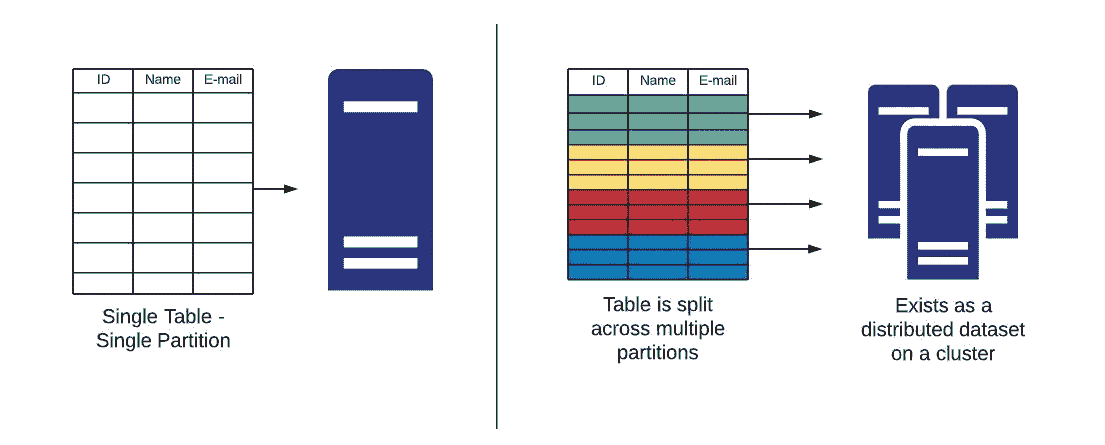 ID Name E-mail
Single Table -
Single Partition
ID Name E-mail
Table is split
across multiple
partitions
Exists as a
distributed dataset
on a cluster